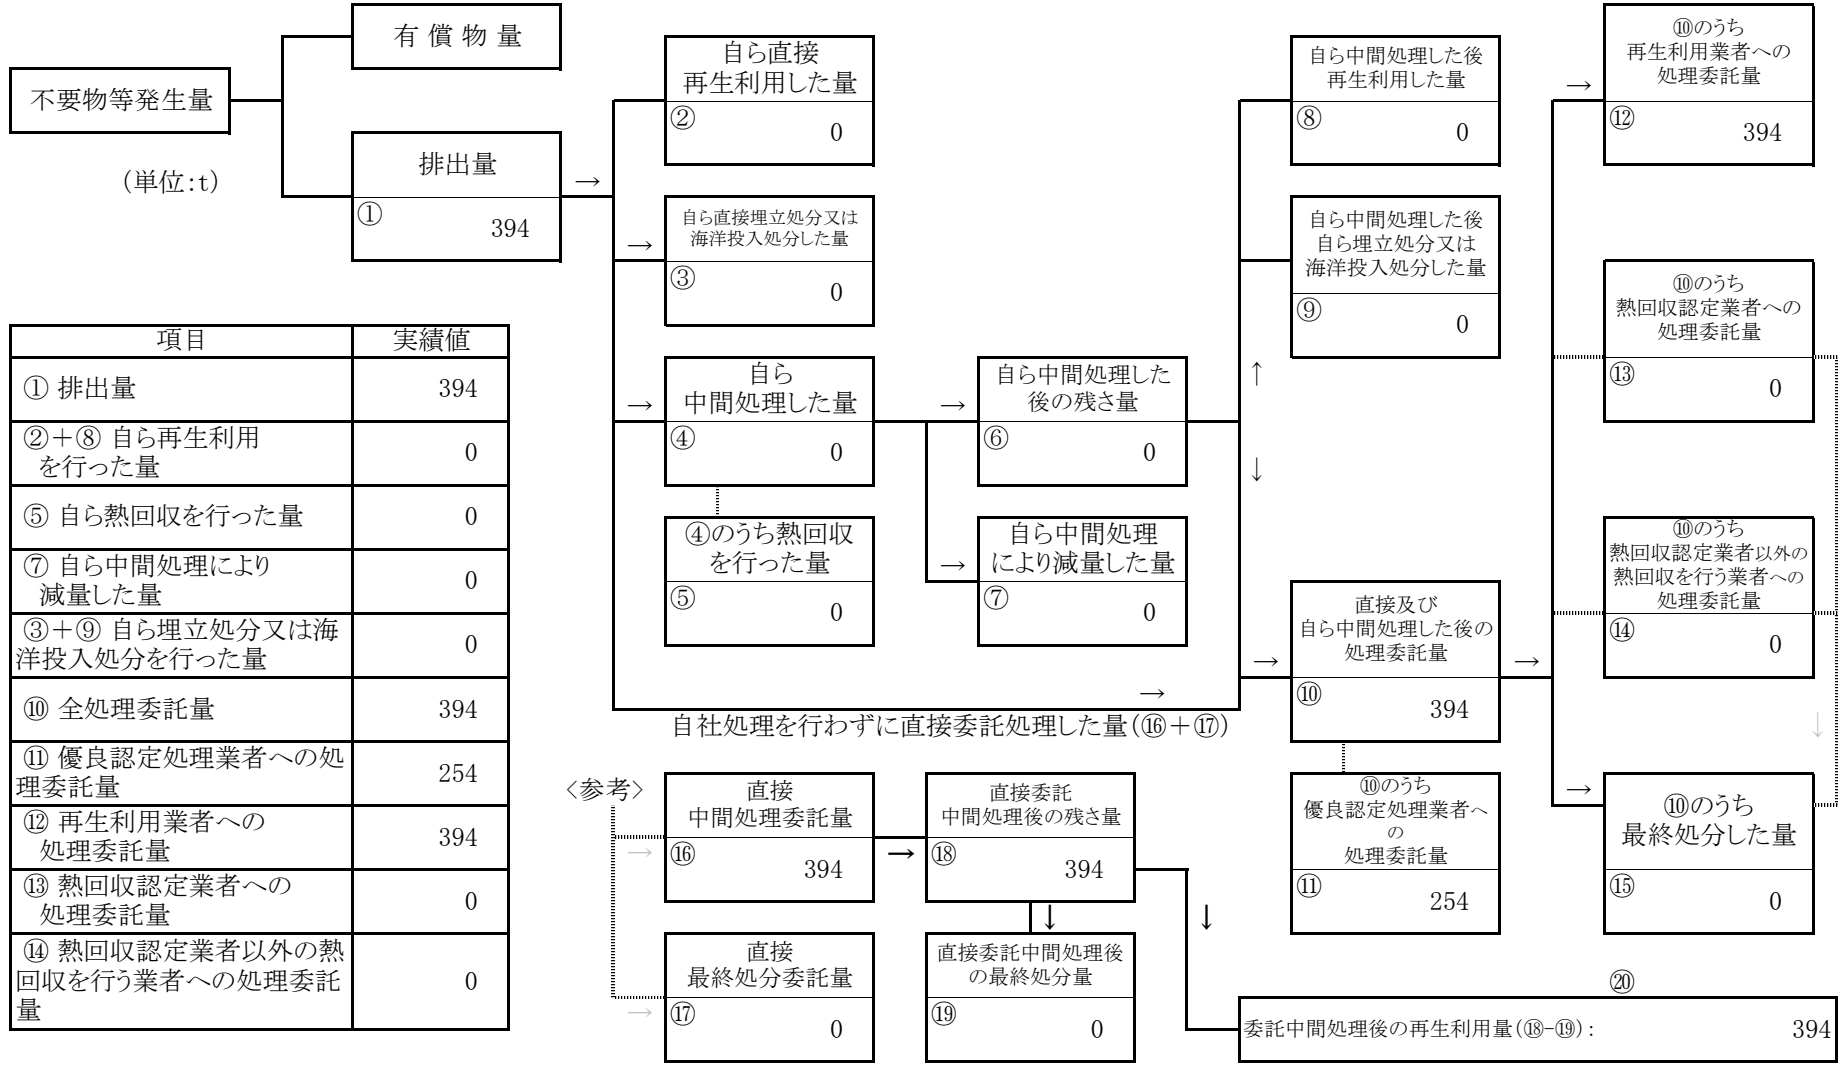 有 償 物 量
不要物等発生量
(単位:t)
排出量
→
①
394
自ら直接
再生利用した量
②
0
→
自ら直接埋立処分又は
海洋投入処分した量
③
0
→
自ら
中間処理した量
④
0
④のうち熱回収
を行った量
⑤
0
→
自ら中間処理した
後の残さ量
⑥
0
→
自ら中間処理
により減量した量
⑦
0
自ら中間処理した後
再生利用した量
⑧
0
自ら中間処理した後
自ら埋立処分又は
海洋投入処分した量
⑨
0
↑
↓
→
自社処理を行わずに直接委託処理した量(⑯+⑰)
→
直接及び
自ら中間処理した後の
処理委託量
⑩
394
→
⑩のうち
優良認定処理業者へ
の
処理委託量
⑪
254
→
⑩のうち
再生利用業者への
処理委託量
⑫
394
⑩のうち
熱回収認定業者への
処理委託量
⑬
0
⑩のうち
熱回収認定業者以外の
熱回収を行う業者への
処理委託量
⑭
0
↓
→
⑩のうち
最終処分した量
⑮
0
項目 実績値
① 排出量 394
②+⑧ 自ら再生利用
を行った量 0
⑤ 自ら熱回収を行った量 0
⑦ 自ら中間処理により
減量した量 0
③+⑨ 自ら埋立処分又は海
洋投入処分を行った量 0
⑩ 全処理委託量 394
⑪ 優良認定処理業者への処
理委託量 254
⑫ 再生利用業者への
処理委託量 394
⑬ 熱回収認定業者への
処理委託量 0
⑭ 熱回収認定業者以外の熱
回収を行う業者への処理委託
量 0
<参考>
→
直接
中間処理委託量
⑯
394
→
直接委託
中間処理後の残さ量
⑱
394
↓
↓
→
直接
最終処分委託量
⑰
0
直接委託中間処理後
の最終処分量
⑲
0
⑳
委託中間処理後の再生利用量(⑱-⑲): 394